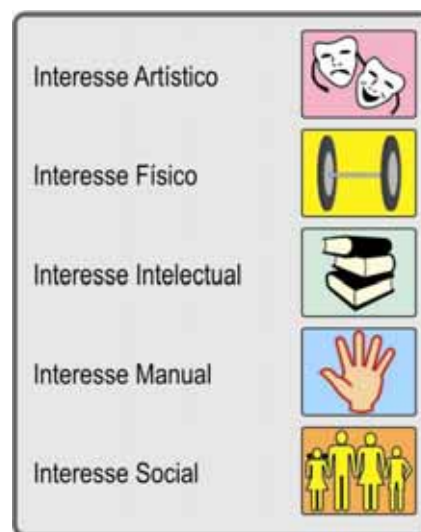 Interesse Artístico
Interesse Físico
Interesse Intelectual
Interesse Manual
Interesse Social